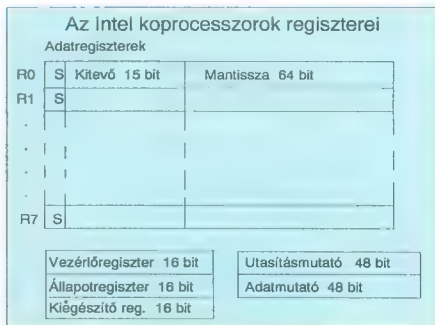 Az Intel koprocesszorok regiszterei
Adatregiszterek
R0 S Kitevő 15 bit Mantissza 64 bit
R1 S
R7 S
Vezérlőregiszter 16 bit
Állapotregiszter 16 bit
Kiegészítő reg. 16 bit
Utasításmutató 48 bit
Adatmutató 48 bit